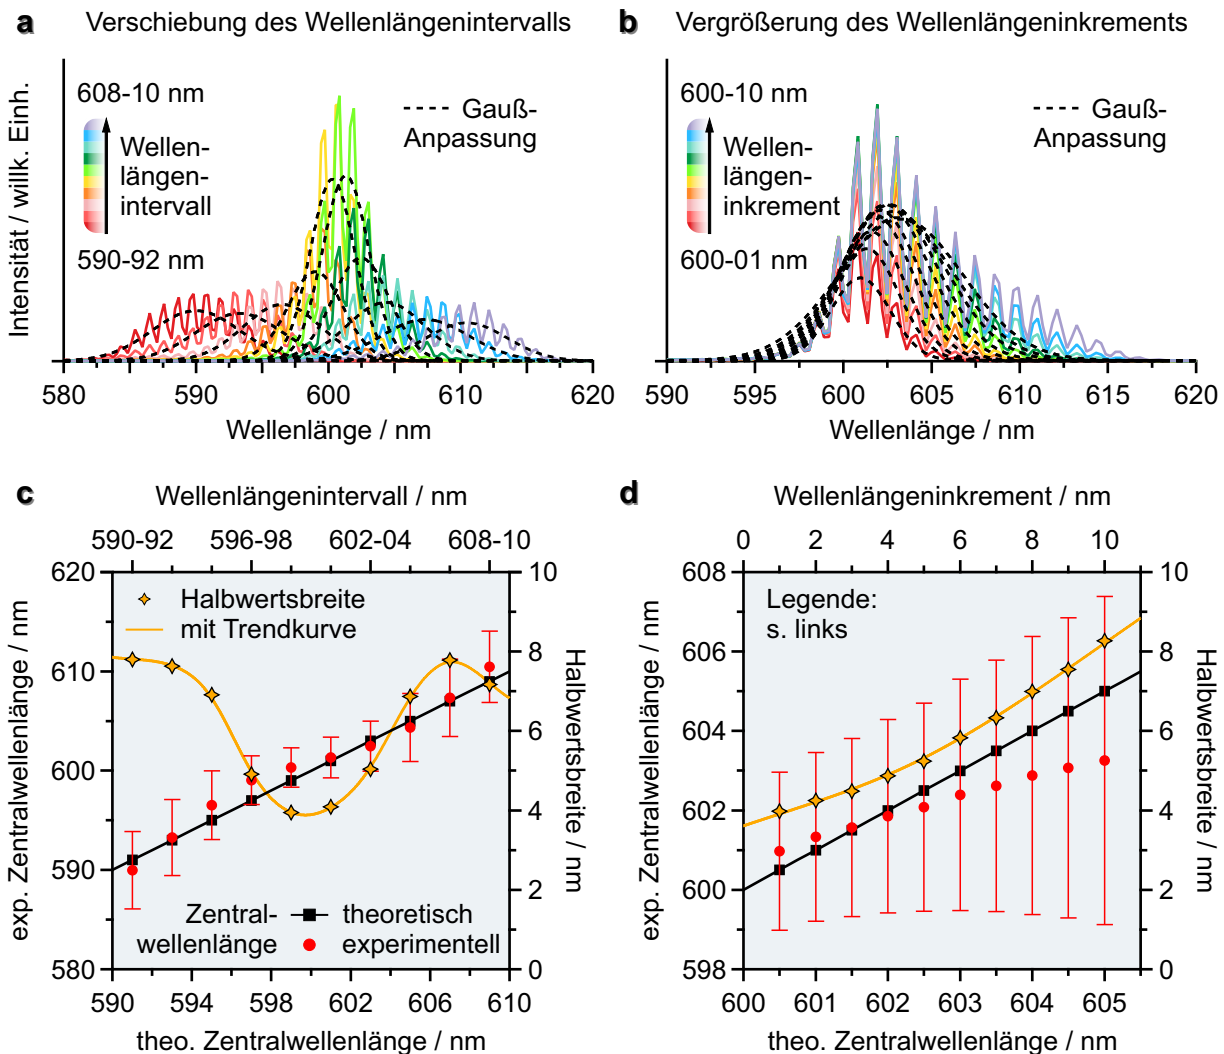 a Verschiebung des Wellenlängenintervalls
608-10 nm
Wellen-
längen-
intervall
590-92 nm
Gauß-
Anpassung
Intensität / willk. Einh.
580 590 600 610 620
Wellenlänge / nm
b Vergrößerung des Wellenlängeninkrements
600-10 nm
Wellen-
längen-
inkrement
600-01 nm
Gauß-
Anpassung
590 595 600 605 610 615 620
Wellenlänge / nm
c Wellenlängenintervall / nm
590-92 596-98 602-04 608-10
620 10
Halbwertsbreite
mit Trendkurve
610 8
6
600
4
590
2
580 0
exp. Zentralwellenlänge / nm
Halbwertsbreite / nm
Zentral-
wellenlänge
theoretisch
experimentell
590 594 598 602 606 610
theo. Zentralwellenlänge / nm
d Wellenlängeninkrement / nm
0 2 4 6 8 10
608 10
Legende:
s. links
606 8
604 6
602 4
600 2
598 0
exp. Zentralwellenlänge / nm
Halbwertsbreite / nm
600 601 602 603 604 605
theo. Zentralwellenlänge / nm